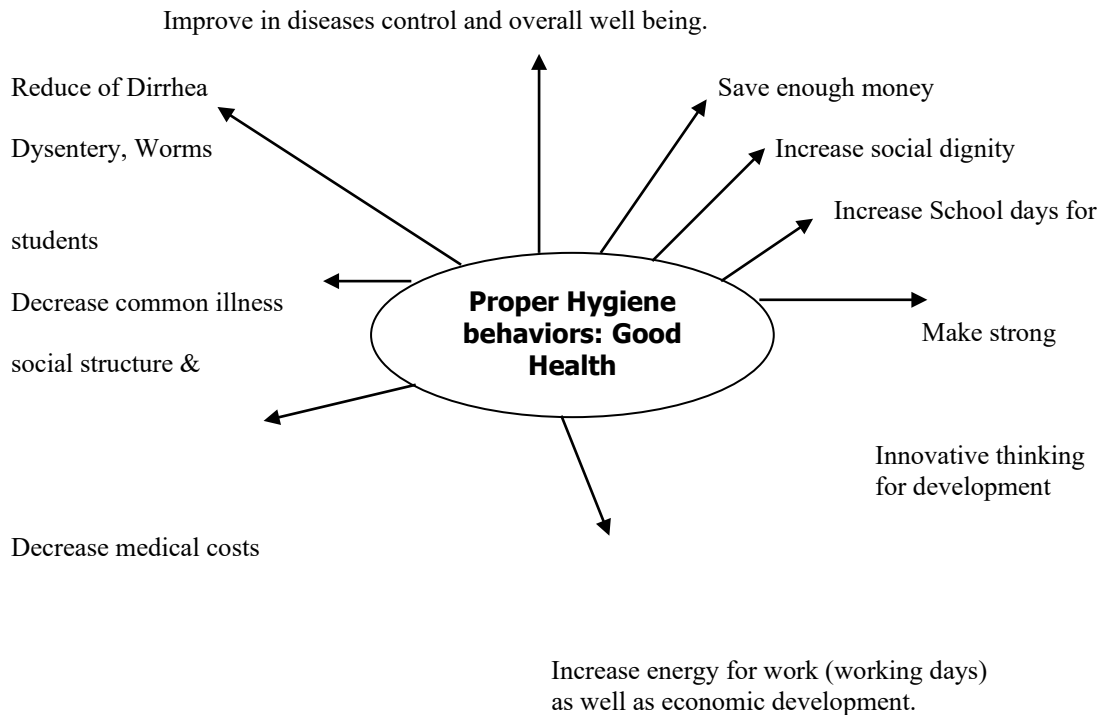 Improve in diseases control and overall well being.
Reduce of Dirrhea
Save enough money
Dysentery, Worms
Increase social dignity
Increase School days for
students
Decrease common illness
Proper Hygiene
behaviors: Good
Health
Make strong
social structure &
Innovative thinking
for development
Decrease medical costs
Increase energy for work (working days)
as well as economic development.